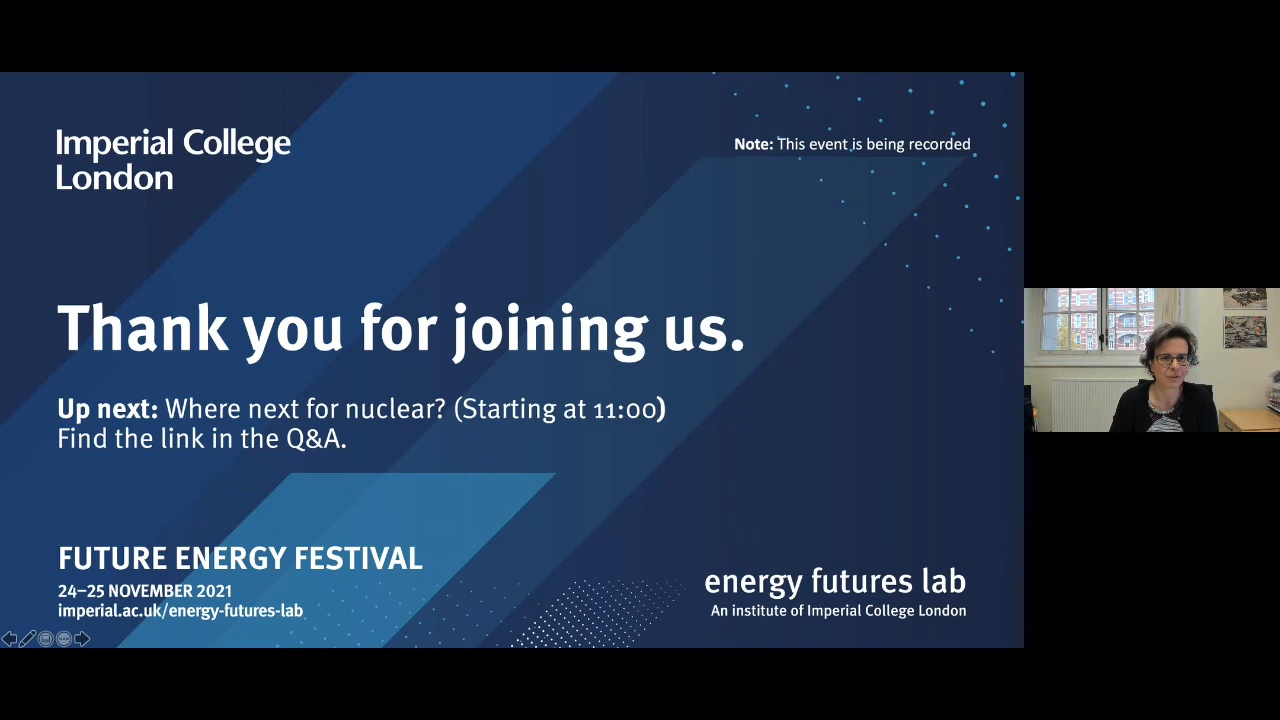 Imperial College
London
Note: This event is being recorded
Thank you for joining us.
Up next: Where next for nuclear? (Starting at 11:00)
Find the link in the Q&A.
FUTURE ENERGY FESTIVAL
24–25 NOVEMBER 2021
imperial.ac.uk/energy-futures-lab
energy futures lab
An institute of Imperial College London